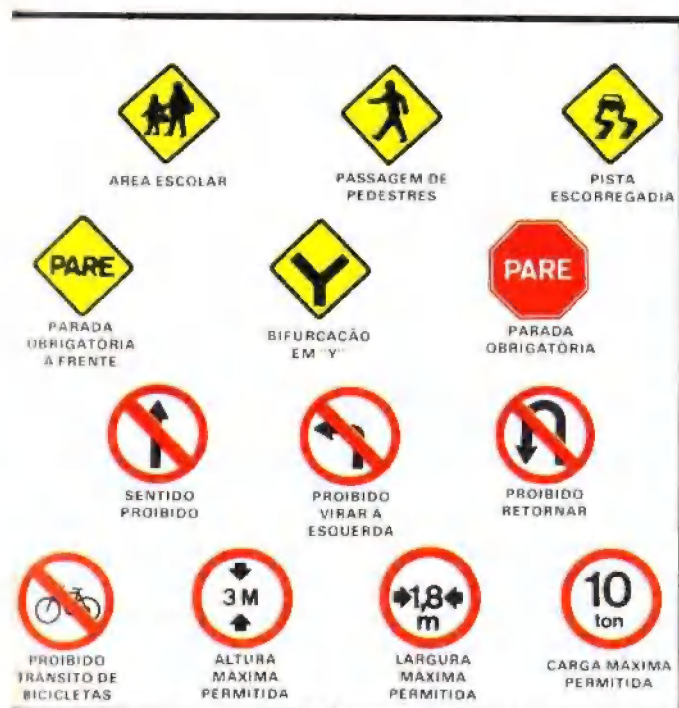 AREA ESCOLAR
PASSAGEM DE
PEDESTRES
PISTA
ESCORREGADIA
PARE
PARADA
OBRIGATÓRIA
A FRENTE
BIFURCAÇÃO
EM "Y"
PARE
PARADA
OBRIGATÓRIA
SENTIDO
PROIBIDO
PROIBIDO
VIRAR A
ESQUERDA
PROIBIDO
RETORNAR
PROIBIDO
TRÂNSITO DE
BICICLETAS
3 M
ALTURA
MÁXIMA
PERMITIDA
1,8
m
LARGURA
MÁXIMA
PERMITIDA
10
ton
CARGA MÁXIMA
PERMITIDA